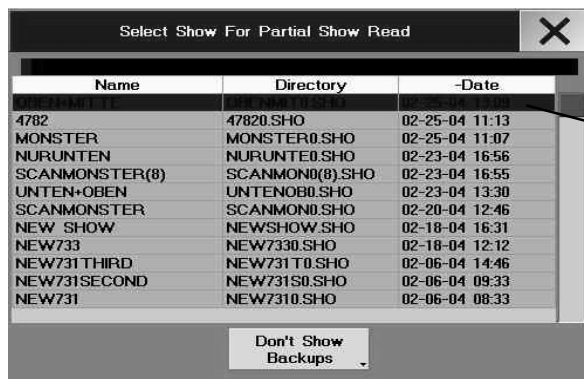 Select Show For Partial Show Read
Name Directory -Date
OBEN+MITTE OBENMIT0.SHO 02-25-04 13:09
4782 47820.SHO 02-25-04 11:13
MONSTER MONSTER0.SHO 02-25-04 11:07
NURUNTEN NURUNTE0.SHO 02-23-04 16:56
SCANMONSTER(8) SCANMON0(8).SHO 02-23-04 16:55
UNTEN+OBEN UNTENOB0.SHO 02-23-04 13:30
SCANMONSTER SCANMON0.SHO 02-20-04 12:46
NEW SHOW NEWSHOW.SHO 02-18-04 16:31
NEW733 NEW7330.SHO 02-18-04 12:12
NEW731THIRD NEW731T0.SHO 02-06-04 14:46
NEW731SECOND NEW731S0.SHO 02-06-04 09:33
NEW731 NEW7310.SHO 02-06-04 08:33
Don't Show
Backups